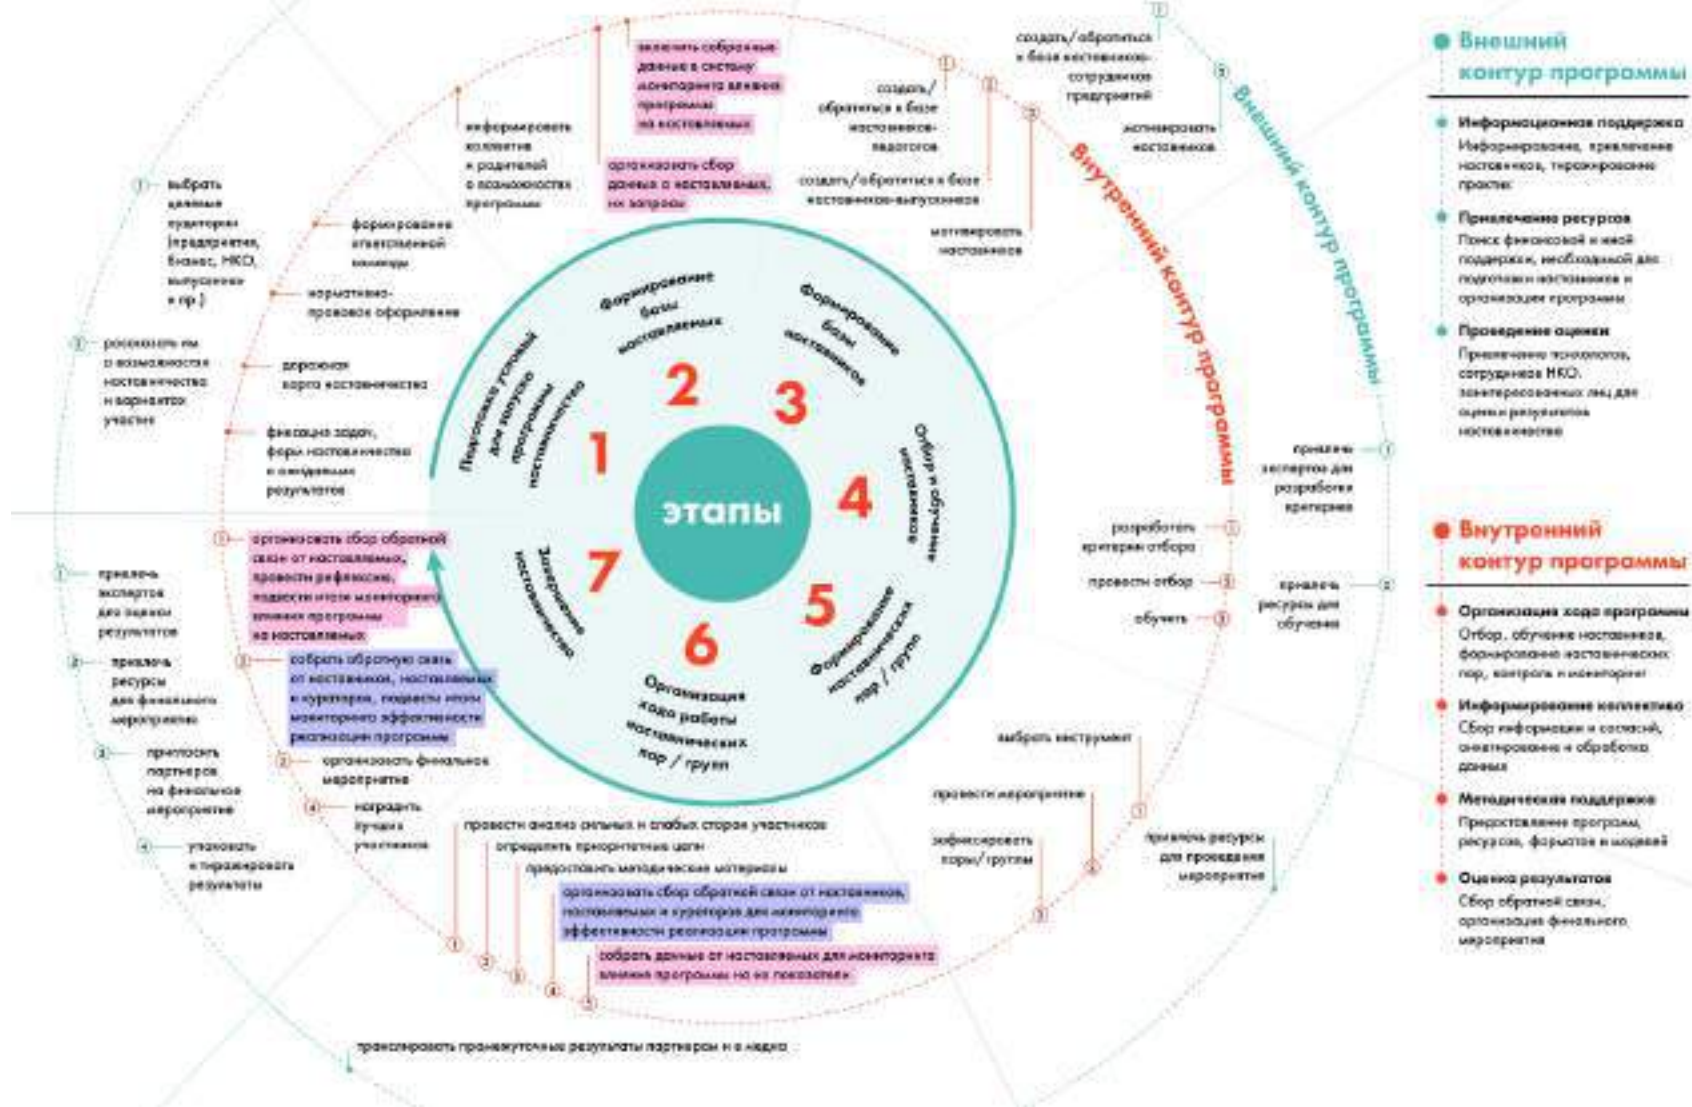 включить собранные
данные в систему
мониторинга влияния
программы
на наставляемых
организовать сбор
данных о наставляемых,
их запросы
информировать
коллектив
и родителей
о возможностях
программы
создать/
обратиться к базе
наставников-
педагогов
создать/обратиться к базе
наставников-выпускников
мотивировать
наставников
создать/обратиться
к базе наставников-
сотрудников
предприятий
мотивировать
наставников
выбрать
целевые
аудитории
(предприятия,
бизнес, НКО,
выпускники
и пр.)
рассказать им
о возможностях
наставничества
и вариантах
участия
формирование
ответственной
команды
нормативно-
правовое оформление
дорожная
карта наставничества
фиксация задач,
форм наставничества
и ожидаемых
результатов
этапы
1
Подготовка условий
для запуска
программы
наставничества
2
Формирование
базы
наставляемых
3
Формирование
базы
наставников
4
Отбор и обучение
наставников
5
Формирование
наставнических
пар / групп
6
Организация
хода работы
наставнических
пар / групп
7
Завершение
наставничества
Внутренний контур программы
Внешний контур программы
привлечь
экспертов для
разработки
критериев
привлечь
ресурсы для
обучения
разработать
критерии отбора
провести отбор
обучить
выбрать инструмент
провести мероприятие
зафиксировать
пары/группы
привлечь ресурсы
для проведения
мероприятия
организовать сбор обратной
связи от наставляемых,
провести рефлексию,
подвести итоги мониторинга
влияния программы
на наставляемых
собрать обратную связь
от наставников, наставляемых
и кураторов, подвести итоги
мониторинга эффективности
реализации программы
организовать финальное
мероприятие
наградить
лучших
участников
привлечь
экспертов
для оценки
результатов
привлечь
ресурсы
для финального
мероприятия
пригласить
партнеров
на финальное
мероприятие
упаковать
и тиражировать
результаты
провести анализ сильных и слабых сторон участников
определить приоритетные цели
предоставить методические материалы
организовать сбор обратной связи от наставников,
наставляемых и кураторов для мониторинга
эффективности реализации программы
собрать данные от наставляемых для мониторинга
влияния программы на их показатели
транслировать промежуточные результаты партнерам и в медиа
Внешний
контур программы
Информационная поддержка
Информирование, привлечение
наставников, тиражирование
практик
Привлечение ресурсов
Поиск финансовой и иной
поддержки, необходимой для
подготовки наставников и
организации программы
Проведение оценки
Привлечение психологов,
сотрудников НКО,
заинтересованных лиц для
оценки результатов
наставничества
Внутренний
контур программы
Организация хода программы
Отбор, обучение наставников,
формирование наставнических
пар, контроль и мониторинг
Информирование коллектива
Сбор информации и согласий,
анкетирование и обработка
данных
Методическая поддержка
Предоставление программ,
ресурсов, форматов и моделей
Оценка результатов
Сбор обратной связи,
организация финального
мероприятия